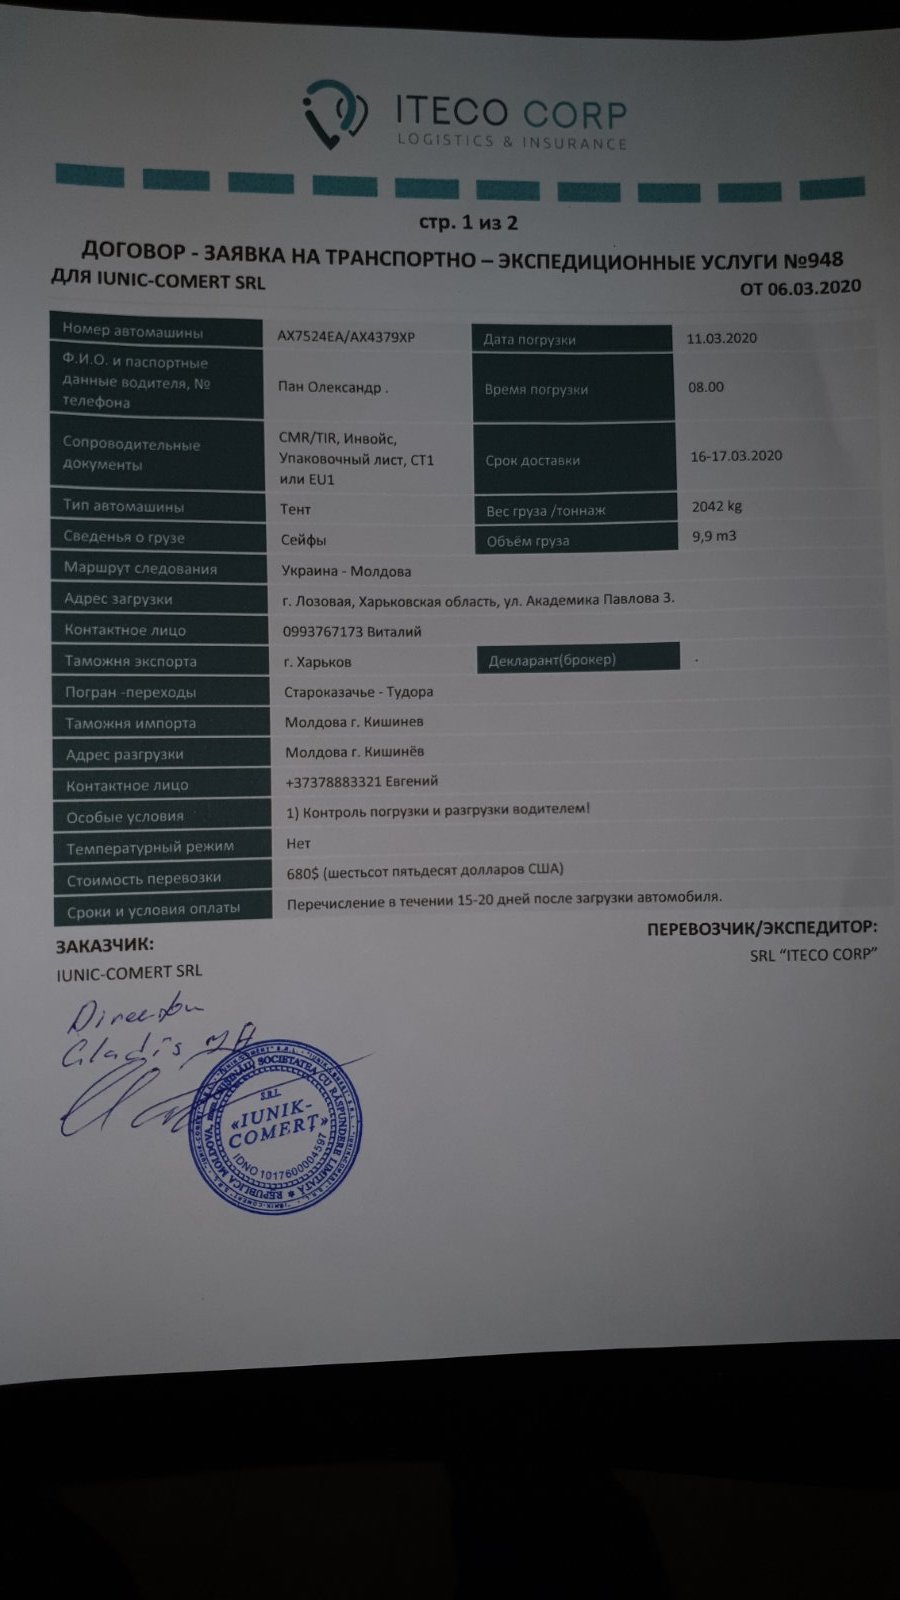 ITECO CORP
LOGISTICS & INSURANCE
стр. 1 из 2
ДОГОВОР - ЗАЯВКА НА ТРАНСПОРТНО – ЭКСПЕДИЦИОННЫЕ УСЛУГИ №948
ДЛЯ IUNIC-COMERT SRL
ОТ 06.03.2020
Номер автомашины AX7524EA/AX4379XP Дата погрузки 11.03.2020
Ф.И.О. и паспортные
данные водителя, №
телефона
Пан Олександр .
Время погрузки 08.00
Сопроводительные
документы
CMR/TIR, Инвойс,
Упаковочный лист, СТ1
или EU1
Срок доставки 16-17.03.2020
Тип автомашины Тент Вес груза /тоннаж 2042 kg
Сведенья о грузе Сейфы Объём груза 9,9 m3
Маршрут следования Украина - Молдова
Адрес загрузки г. Лозовая, Харьковская область, ул. Академика Павлова 3.
Контактное лицо 0993767173 Виталий
Таможня экспорта г. Харьков Декларант(брокер) .
Погран -переходы Староказачье - Тудора
Таможня импорта Молдова г. Кишинев
Адрес разгрузки Молдова г. Кишинёв
Контактное лицо +37378883321 Евгений
Особые условия 1) Контроль погрузки и разгрузки водителем!
Температурный режим Нет
Стоимость перевозки 680$ (шестьсот пятьдесят долларов США)
Сроки и условия оплаты Перечисление в течении 15-20 дней после загрузки автомобиля.
ЗАКАЗЧИК:
ПЕРЕВОЗЧИК/ЭКСПЕДИТОР:
IUNIC-COMERT SRL
SRL “ITECO CORP”
Director
REPUBLICA MOLDOVA, mun. CHIŞINĂU SOCIETATEA CU RĂSPUNDERE LIMITATĂ
S.R.L.
«IUNIK-
COMERŢ»
IDNO 1017600004597